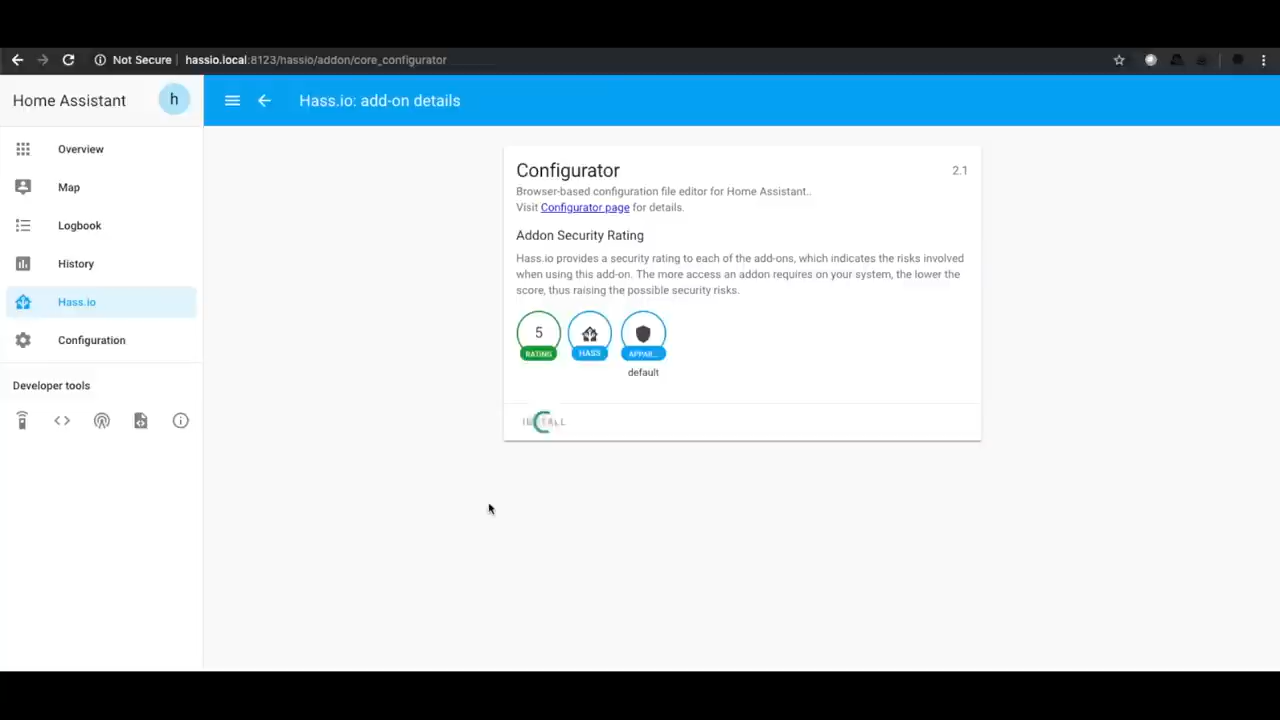 Not Secure | hassio.local:8123/hassio/addon/core_configurator
Home Assistant
h
Hass.io: add-on details
Overview
Map
Logbook
History
Hass.io
Configuration
Developer tools
Configurator
2.1
Browser-based configuration file editor for Home Assistant..
Visit Configurator page for details.
Addon Security Rating
Hass.io provides a security rating to each of the add-ons, which indicates the risks involved
when using this add-on. The more access an addon requires on your system, the lower the
score, thus raising the possible security risks.
5
RATING
HASS
APPAR...
default